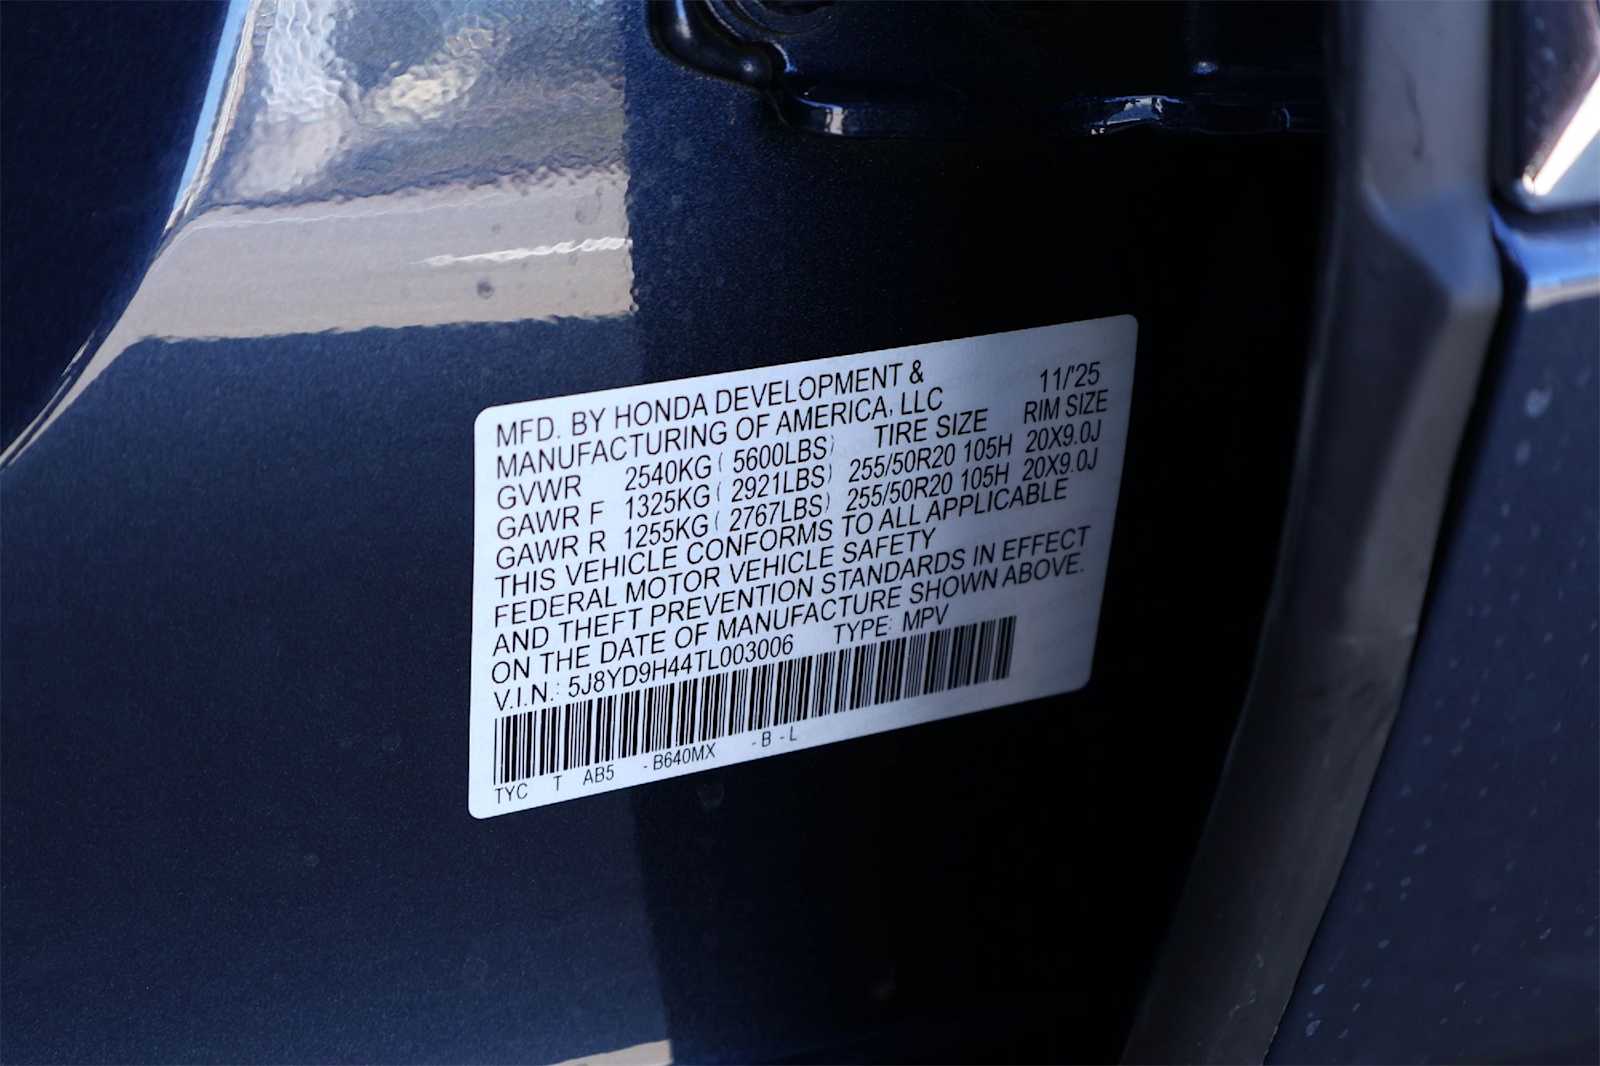 MFD. BY HONDA DEVELOPMENT & 11/'25
MANUFACTURING OF AMERICA, LLC
TIRE SIZE RIM SIZE
GVWR 2540KG ( 5600LBS)
GAWR F 1325KG ( 2921LBS) 255/50R20 105H 20X9.0J
GAWR R 1255KG ( 2767LBS) 255/50R20 105H 20X9.0J
THIS VEHICLE CONFORMS TO ALL APPLICABLE
FEDERAL MOTOR VEHICLE SAFETY
AND THEFT PREVENTION STANDARDS IN EFFECT
ON THE DATE OF MANUFACTURE SHOWN ABOVE.
V.I.N.: 5J8YD9H44TL003006 TYPE: MPV
TYC T AB5 -B640MX -B -L